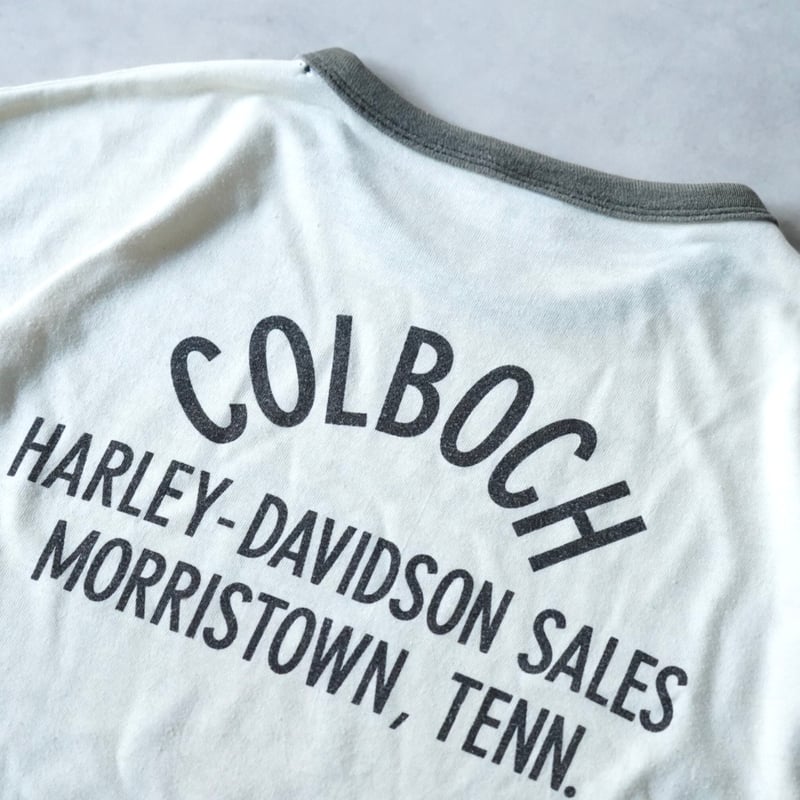 COLBOCH
HARLEY-DAVIDSON SALES
MORRISTOWN, TENN.